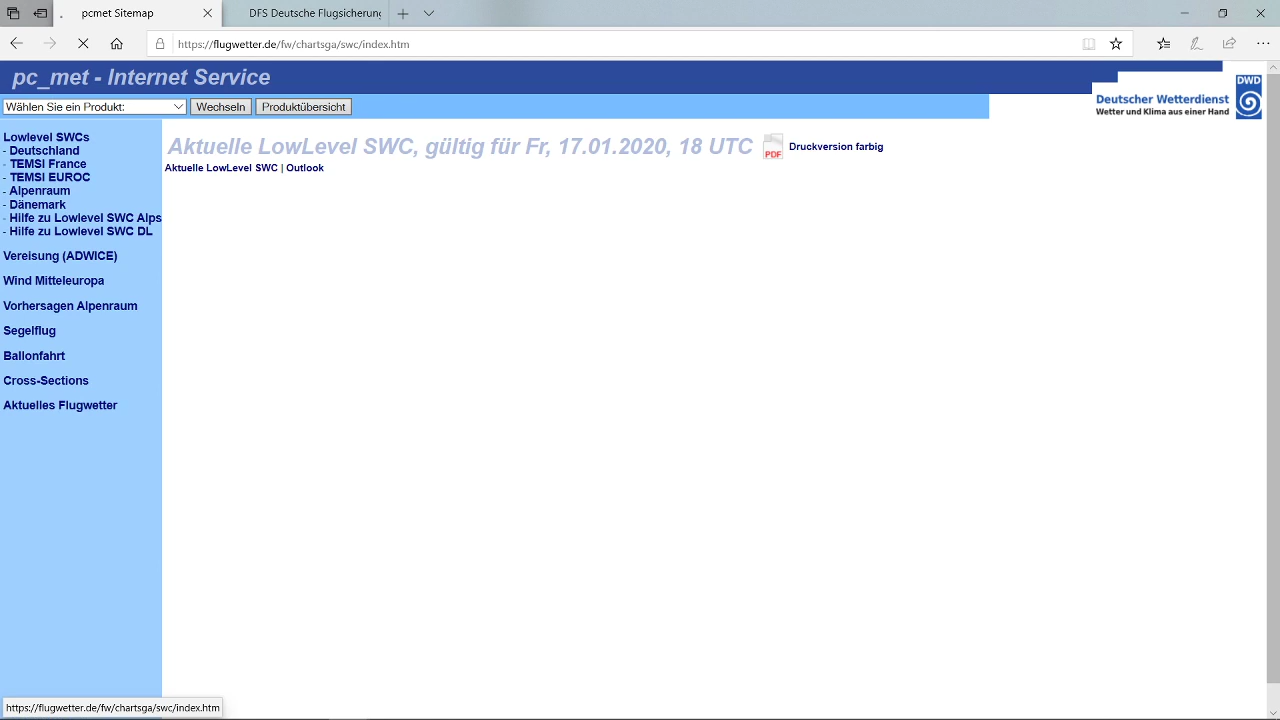 pc_met
DFS Deutsche Flugsicherun
https://flugwetter.de/fw/chartsga/swc/index.htm
pc_met - Internet Service
DWD
Deutscher Wetterdienst
Wetter und Klima aus einer Hand
Wählen Sie ein Produkt:
Wechseln
Produktübersicht
Lowlevel SWCs
- Deutschland
- TEMSI France
- TEMSI EUROC
- Alpenraum
- Dänemark
- Hilfe zu Lowlevel SWC Alps
- Hilfe zu Lowlevel SWC DL
Vereisung (ADWICE)
Wind Mitteleuropa
Vorhersagen Alpenraum
Segelflug
Ballonfahrt
Cross-Sections
Aktuelles Flugwetter
Aktuelle LowLevel SWC, gültig für Fr, 17.01.2020, 18 UTC
PDF
Druckversion farbig
Aktuelle LowLevel SWC | Outlook
https://flugwetter.de/fw/chartsga/swc/index.htm